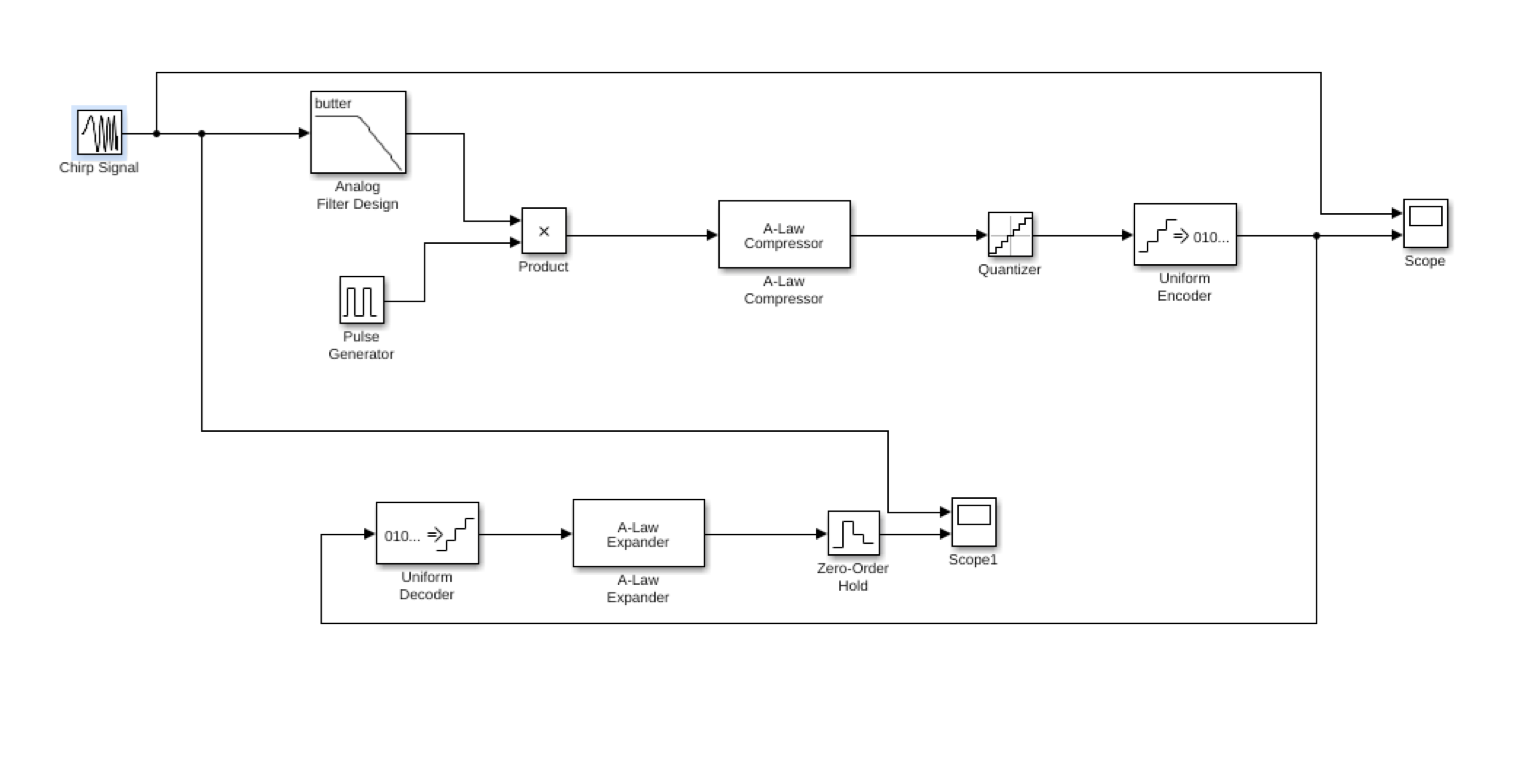 butter
Chirp Signal
Analog
Filter Design
×
Product
Pulse
Generator
A-Law
Compressor
A-Law
Compressor
Quantizer
010...
Uniform
Encoder
Scope
010...
Uniform
Decoder
A-Law
Expander
A-Law
Expander
Zero-Order
Hold
Scope1